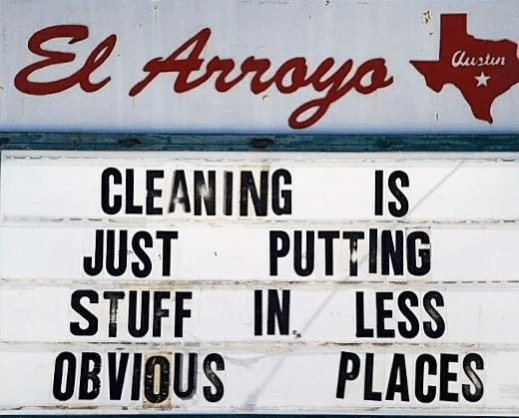 El Arroyo
Austin
CLEANING IS
JUST PUTTING
STUFF IN LESS
OBVIOUS PLACES